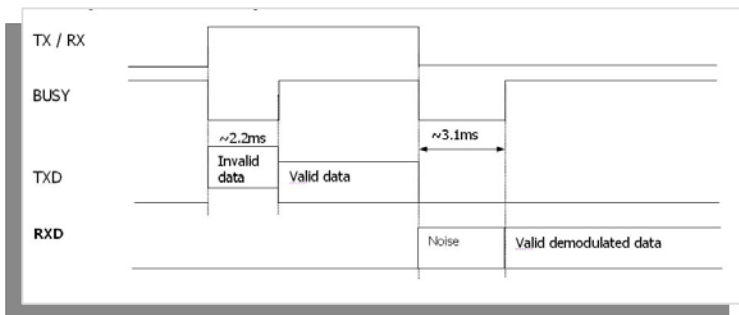 TX / RX
BUSY
~2.2ms
~3.1ms
Invalid
data
Valid data
TXD
RXD
Noise
Valid demodulated data